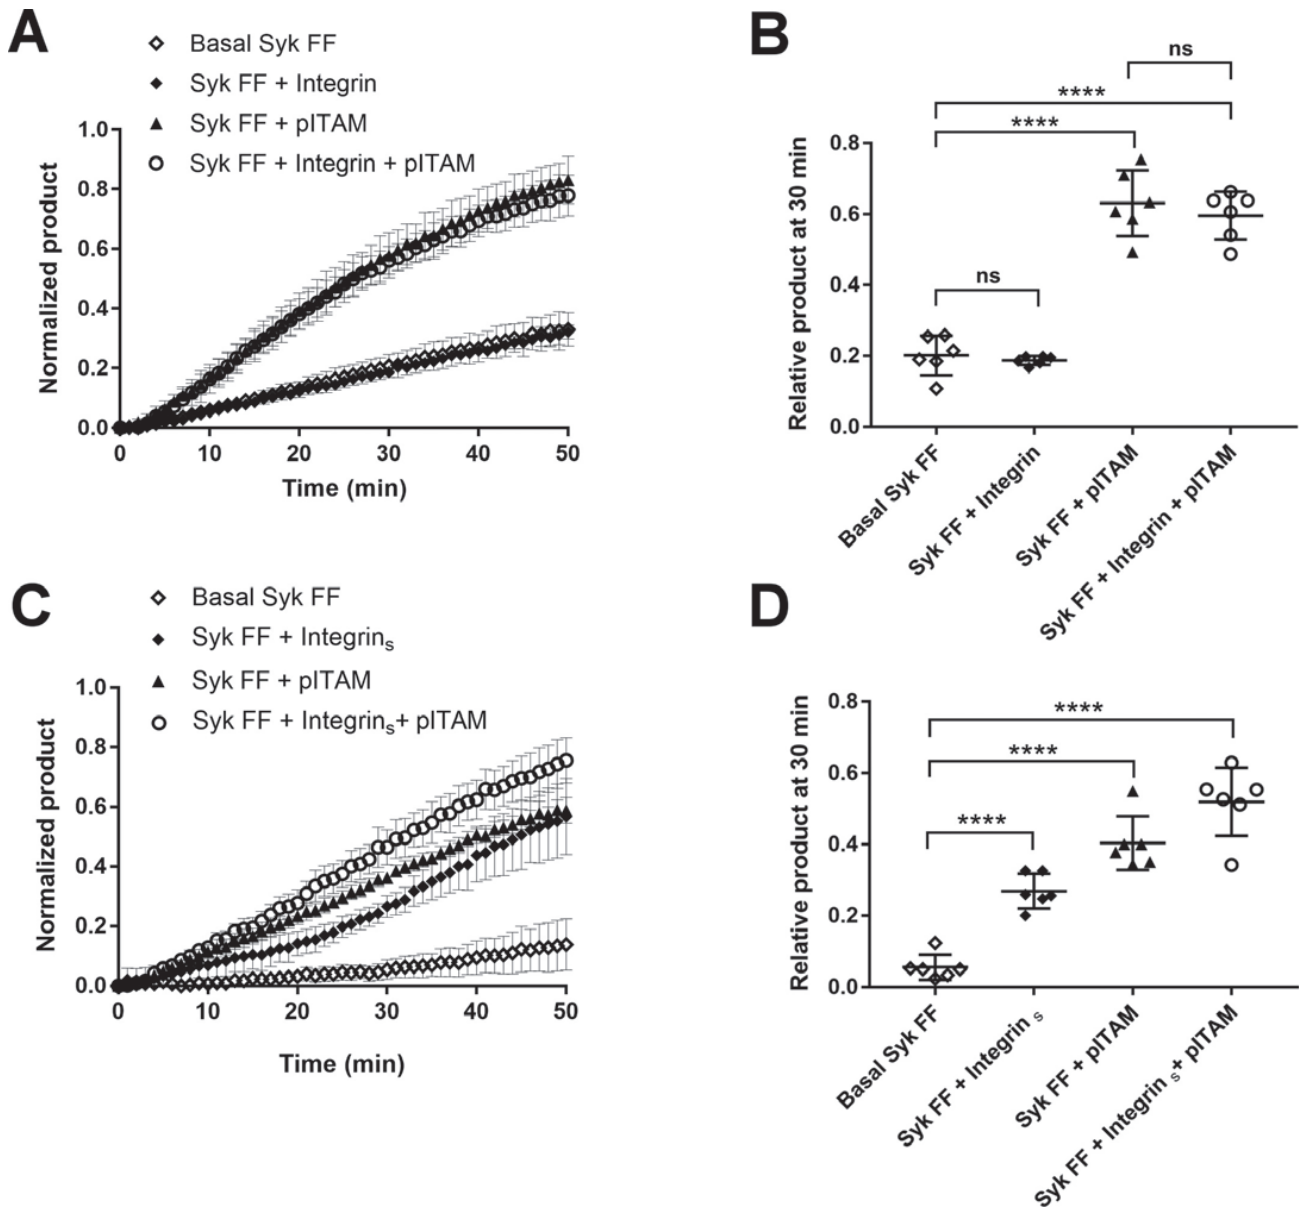 A
Basal Syk FF
Syk FF + Integrin
Syk FF + pITAM
Syk FF + Integrin + pITAM
Normalized product
1.0
0.8
0.6
0.4
0.2
0.0
0 10 20 30 40 50
Time (min)
B
ns
****
****
ns
Relative product at 30 min
0.8
0.6
0.4
0.2
0.0
Basal Syk FF
Syk FF + Integrin
Syk FF + pITAM
Syk FF + Integrin + pITAM
C
Basal Syk FF
Syk FF + Integrins
Syk FF + pITAM
Syk FF + Integrins+ pITAM
Normalized product
1.0
0.8
0.6
0.4
0.2
0.0
0 10 20 30 40 50
Time (min)
D
****
****
****
Relative product at 30 min
0.8
0.6
0.4
0.2
0.0
Basal Syk FF
Syk FF + Integrin s
Syk FF + pITAM
Syk FF + Integrin s+ pITAM